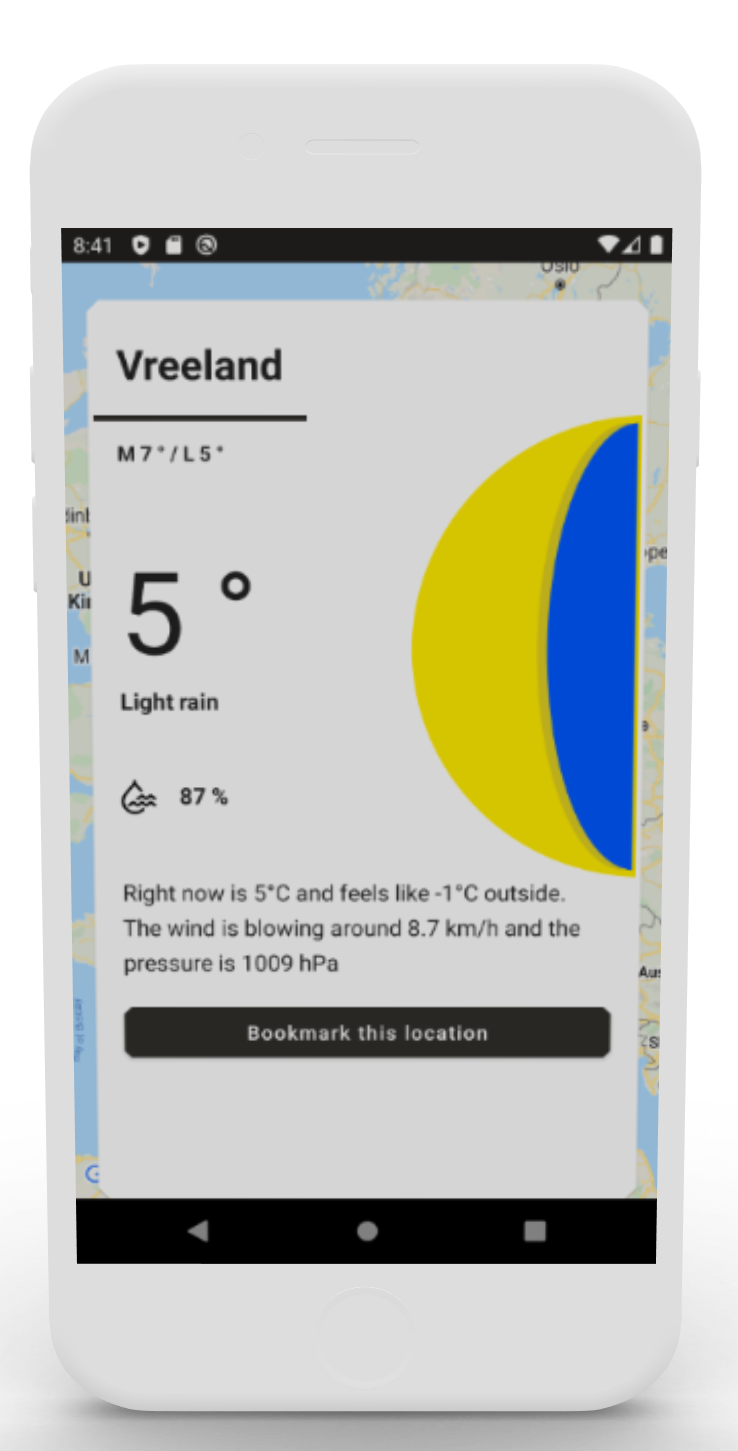 8:41
Oslo
Vreeland
M 7 ° / L 5 °
5 °
Light rain
87 %
Right now is 5°C and feels like -1°C outside.
The wind is blowing around 8.7 km/h and the
pressure is 1009 hPa
Bookmark this location